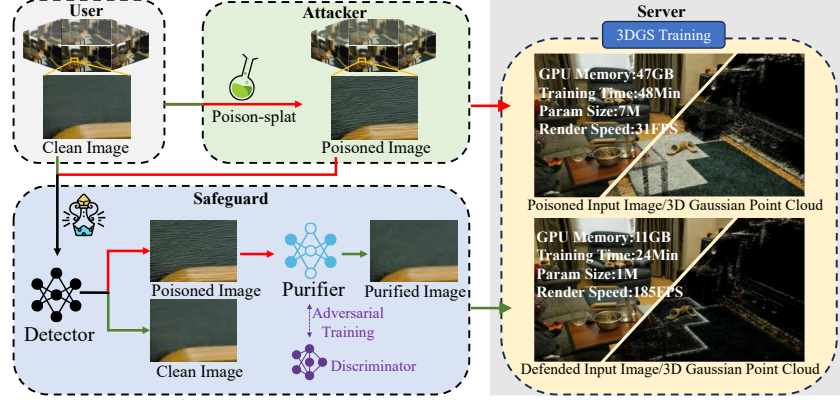 User
Clean Image
Attacker
Poison-splat
Poisoned Image
Server
3DGS Training
GPU Memory:47GB
Training Time:48Min
Param Size:7M
Render Speed:31FPS
Poisoned Input Image/3D Gaussian Point Cloud
Safeguard
Detector
Poisoned Image
Clean Image
Purifier
Adversarial
Training
Discriminator
Purified Image
GPU Memory:11GB
Training Time:24Min
Param Size:1M
Render Speed:185FPS
Defended Input Image/3D Gaussian Point Cloud